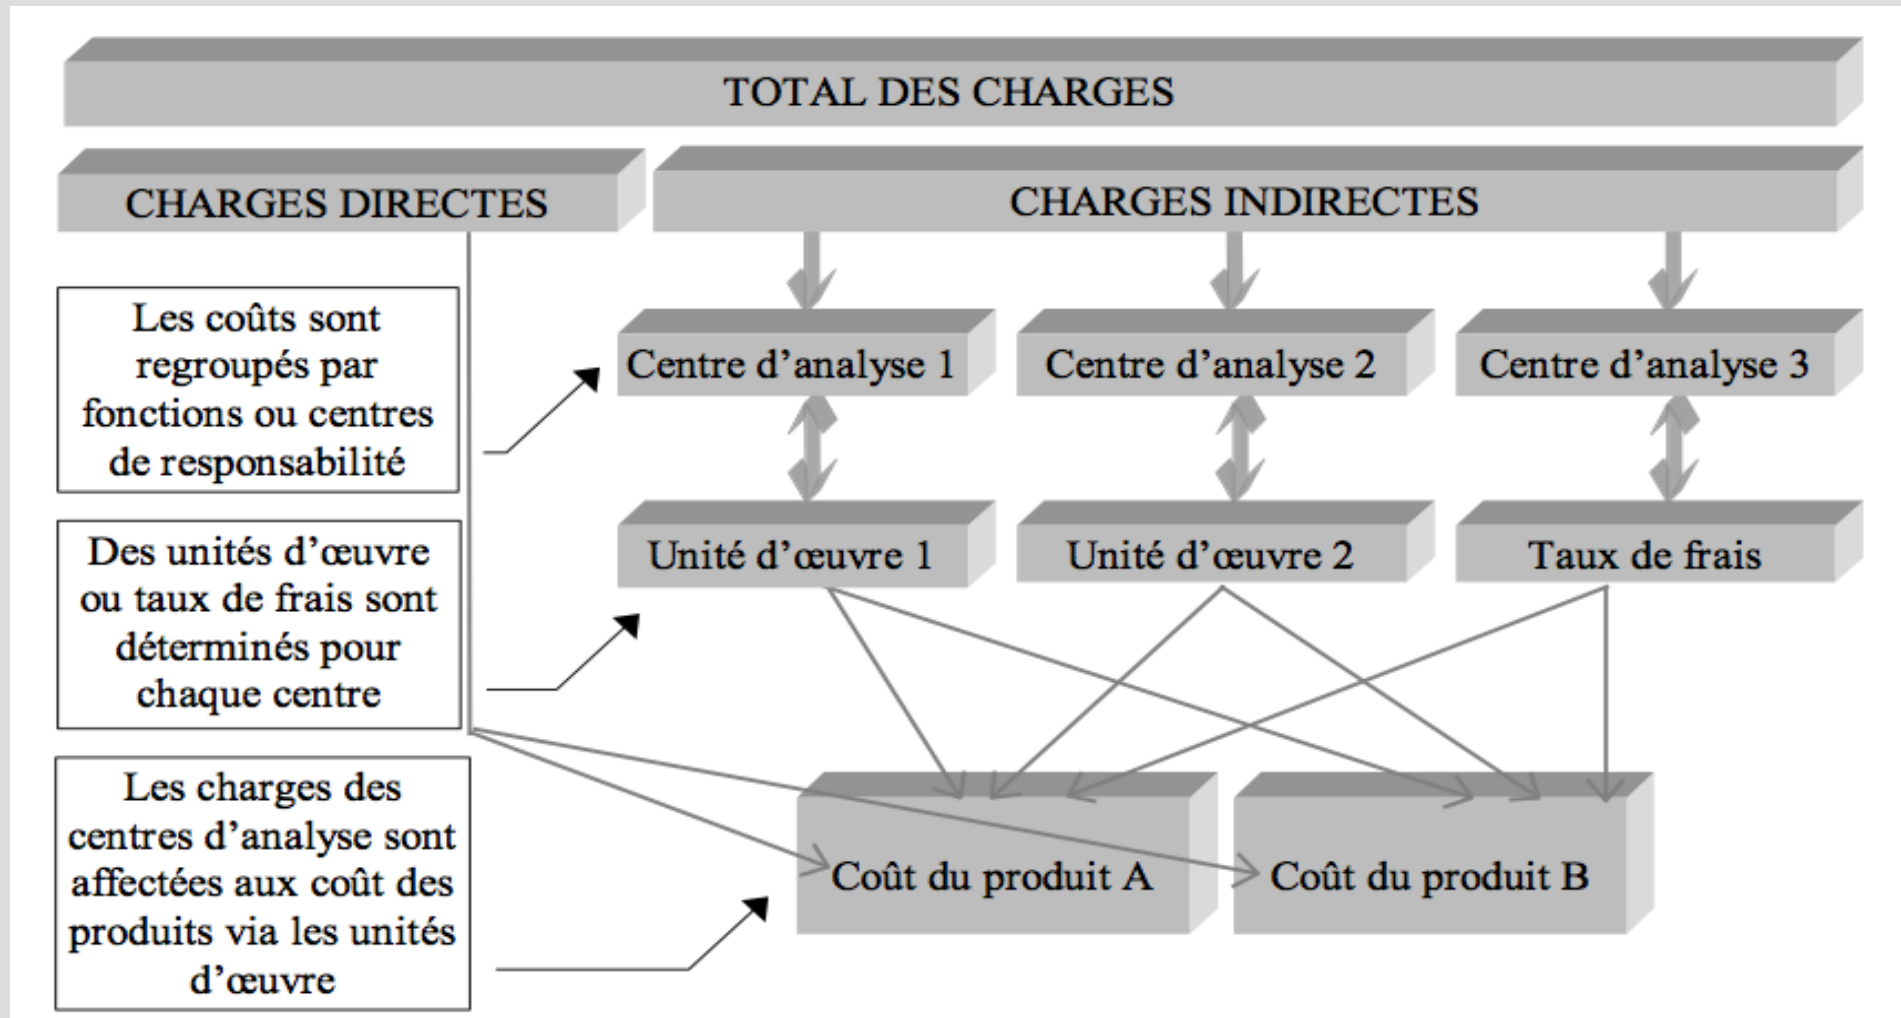 TOTAL DES CHARGES
CHARGES DIRECTES
CHARGES INDIRECTES
Les coûts sont
regroupés par
fonctions ou centres
de responsabilité
Centre d’analyse 1
Centre d’analyse 2
Centre d’analyse 3
Des unités d’œuvre
ou taux de frais sont
déterminés pour
chaque centre
Unité d’œuvre 1
Unité d’œuvre 2
Taux de frais
Les charges des
centres d’analyse sont
affectées aux coût des
produits via les unités
d’œuvre
Coût du produit A
Coût du produit B